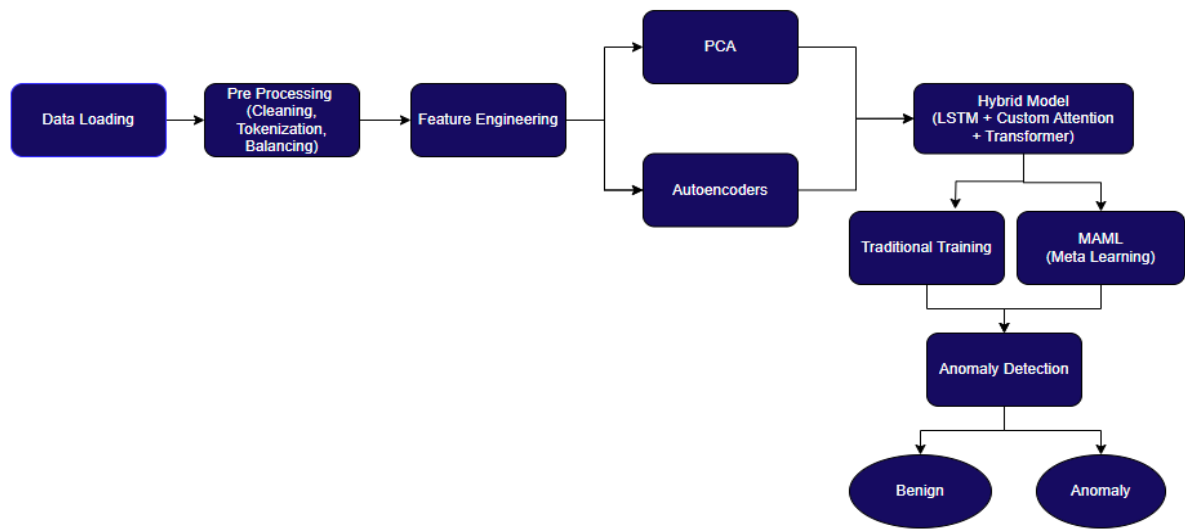 PCA
Data Loading
Pre Processing
(Cleaning,
Tokenization,
Balancing)
Feature Engineering
Hybrid Model
(LSTM + Custom Attention
+ Transformer)
Autoencoders
Traditional Training
MAML
(Meta Learning)
Anomaly Detection
Benign
Anomaly